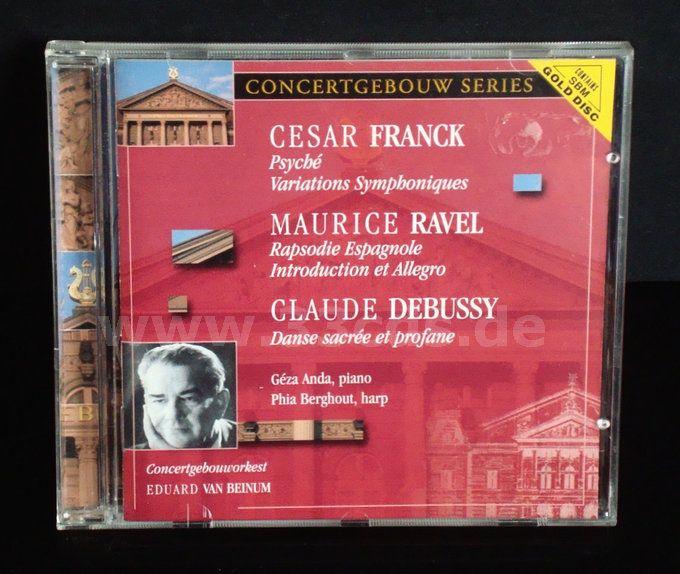 CONCERTGEBOUW SERIES
CONTAINS
SBM
GOLD DISC
CESAR FRANCK
Psyché
Variations Symphoniques
MAURICE RAVEL
Rapsodie Espagnole
Introduction et Allegro
CLAUDE DEBUSSY
Danse sacrée et profane
Géza Anda, piano
Phia Berghout, harp
Concertgebouworkest
EDUARD VAN BEINUM
B